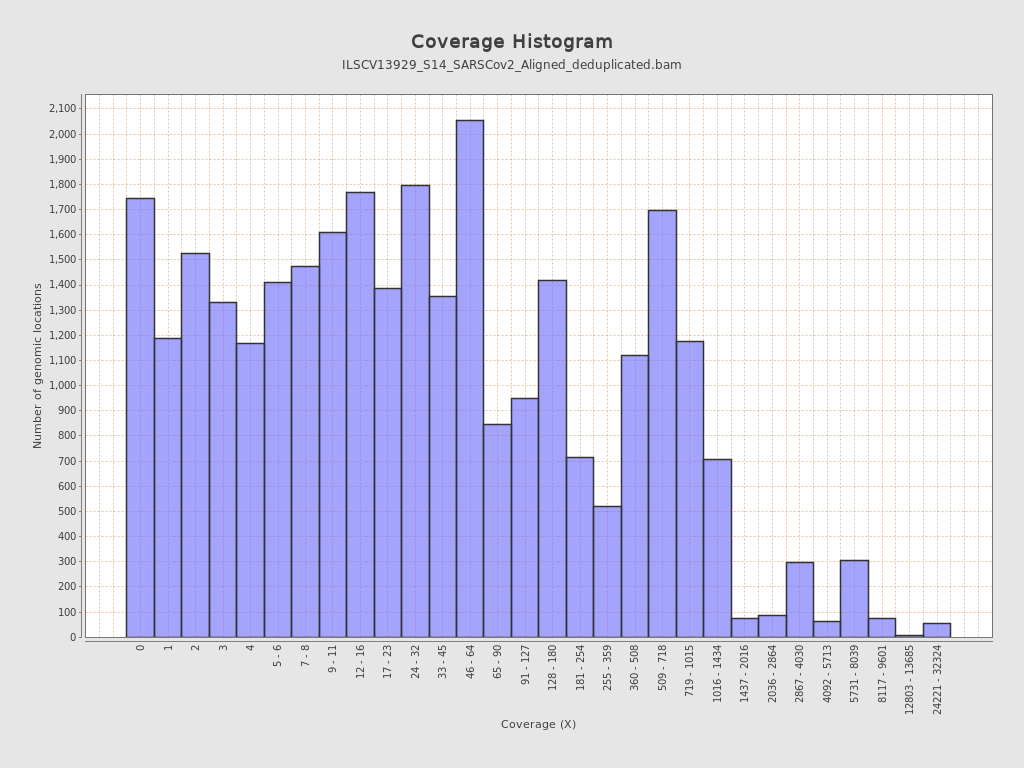 Coverage Histogram
ILSCV13929_S14_SARSCov2_Aligned_deduplicated.bam
Number of genomic locations
2,100
2,000
1,900
1,800
1,700
1,600
1,500
1,400
1,300
1,200
1,100
1,000
900
800
700
600
500
400
300
200
100
0
0
1
2
3
4
5 - 6
7 - 8
9 - 11
12 - 16
17 - 23
24 - 32
33 - 45
46 - 64
65 - 90
91 - 127
128 - 180
181 - 254
255 - 359
360 - 508
509 - 718
719 - 1015
1016 - 1434
1437 - 2016
2036 - 2864
2867 - 4030
4092 - 5713
5731 - 8039
8117 - 9601
12803 - 13685
24221 - 32324
Coverage (X)